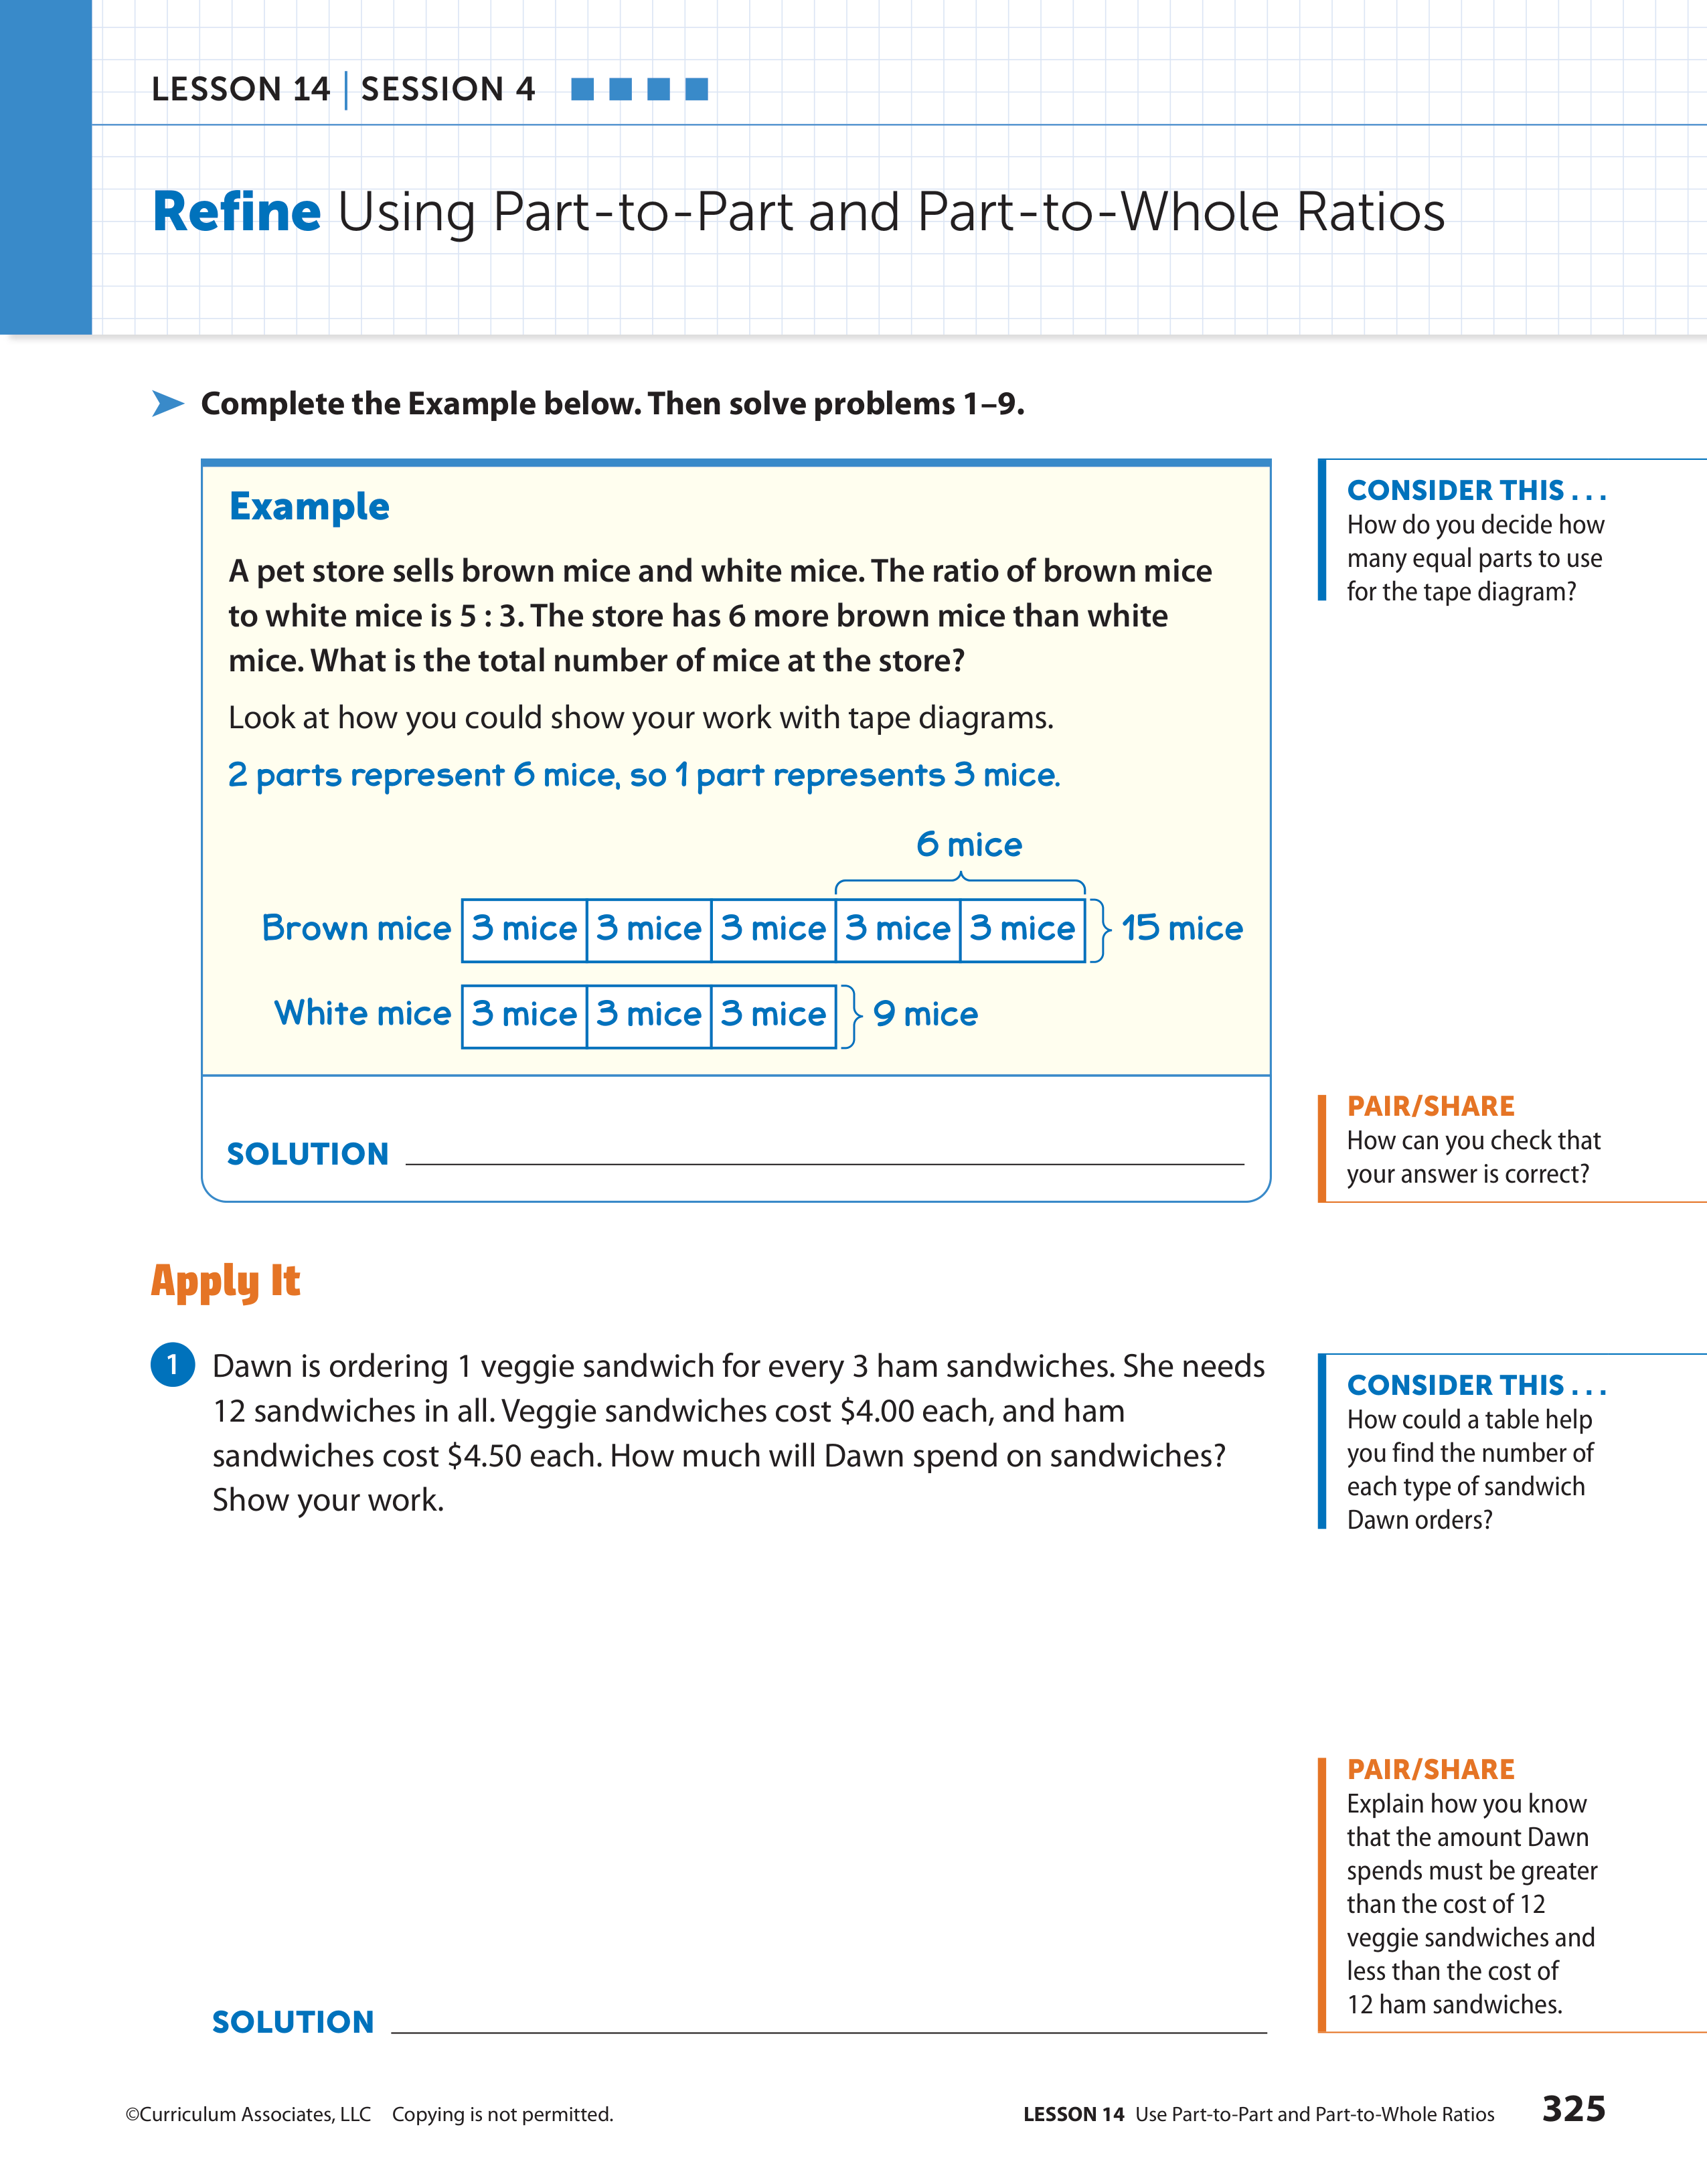 LESSON 14 | SESSION 4
Refine Using Part-to-Part and Part-to-Whole Ratios
Complete the Example below. Then solve problems 1–9.
Example
A pet store sells brown mice and white mice. The ratio of brown mice
to white mice is 5 : 3. The store has 6 more brown mice than white
mice. What is the total number of mice at the store?
Look at how you could show your work with tape diagrams.
2 parts represent 6 mice, so 1 part represents 3 mice.
6 mice
Brown mice 3 mice 3 mice 3 mice 3 mice 3 mice 15 mice
White mice 3 mice 3 mice 3 mice 9 mice
SOLUTION
CONSIDER THIS . . .
How do you decide how
many equal parts to use
for the tape diagram?
PAIR/SHARE
How can you check that
your answer is correct?
Apply It
1 Dawn is ordering 1 veggie sandwich for every 3 ham sandwiches. She needs
12 sandwiches in all. Veggie sandwiches cost $4.00 each, and ham
sandwiches cost $4.50 each. How much will Dawn spend on sandwiches?
Show your work.
SOLUTION
CONSIDER THIS . . .
How could a table help
you find the number of
each type of sandwich
Dawn orders?
PAIR/SHARE
Explain how you know
that the amount Dawn
spends must be greater
than the cost of 12
veggie sandwiches and
less than the cost of
12 ham sandwiches.
©Curriculum Associates, LLC Copying is not permitted.
LESSON 14 Use Part-to-Part and Part-to-Whole Ratios 325